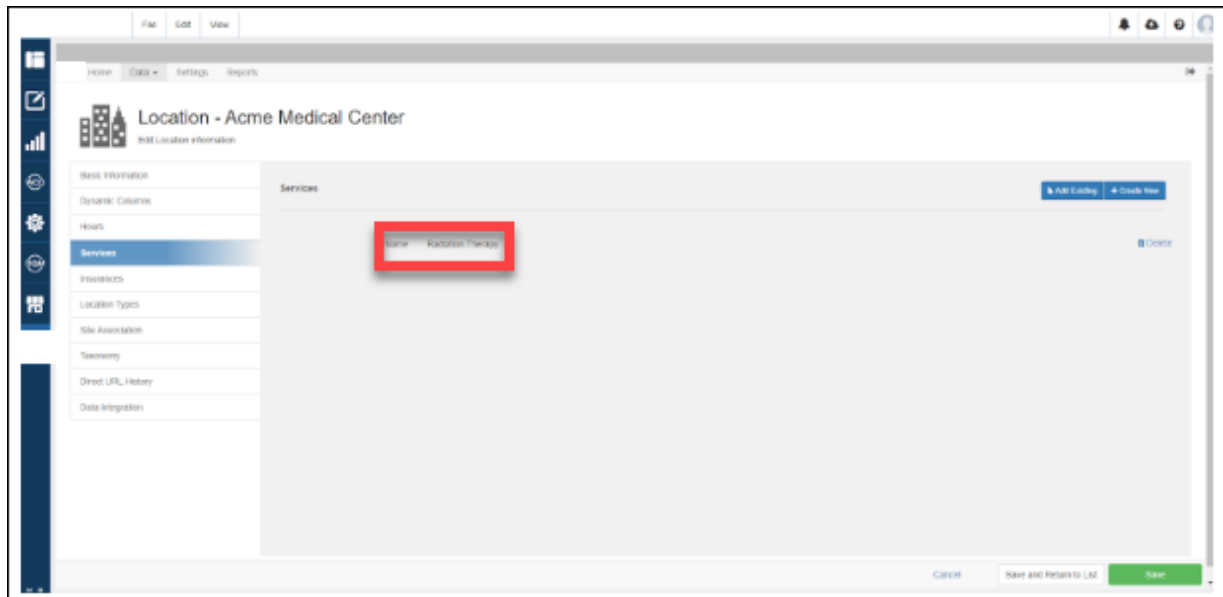 File Edit View
Home Data Settings Reports
Location - Acme Medical Center
Edit Location information
Basic Information
Dynamic Columns
Hours
Services
Insurances
Location Types
Site Association
Taxonomy
Direct URL History
Data Integration
Services
Add Existing
Create New
Name Radiation Therapy
Delete
Cancel
Save and Return to List
Save